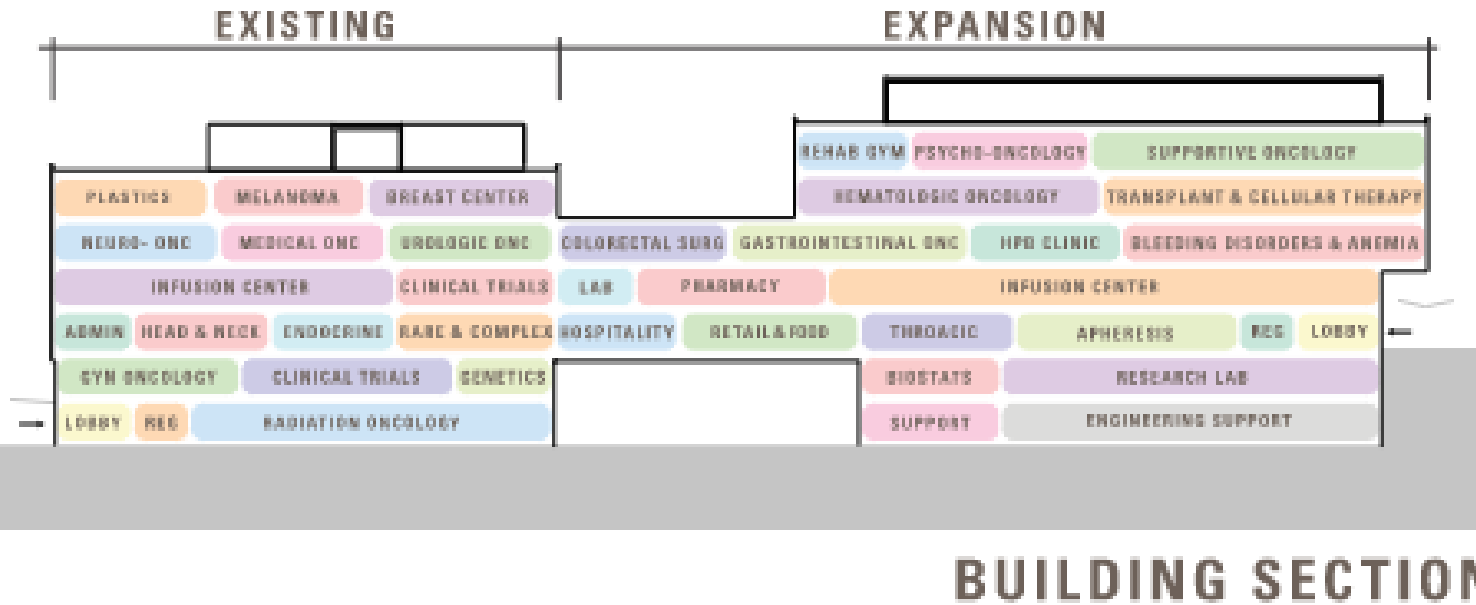 EXISTING EXPANSION
REHAB GYM PSYCHO-ONCOLOGY SUPPORTIVE ONCOLOGY
PLASTICS MELANOMA BREAST CENTER HEMATOLOGIC ONCOLOGY TRANSPLANT & CELLULAR THERAPY
NEURO- ONC MEDICAL ONC UROLOGIC ONC COLORECTAL SURG GASTROINTESTINAL ONC HPB CLINIC BLEEDING DISORDERS & ANEMIA
INFUSION CENTER CLINICAL TRIALS LAB PHARMACY INFUSION CENTER
ADMIN HEAD & NECK ENDOCRINE RARE & COMPLEX HOSPITALITY RETAIL & FOOD THROACIC APHERESIS REG LOBBY
GYN ONCOLOGY CLINICAL TRIALS GENETICS BIOSTATS RESEARCH LAB
LOBBY REG RADIATION ONCOLOGY SUPPORT ENGINEERING SUPPORT
BUILDING SECTION